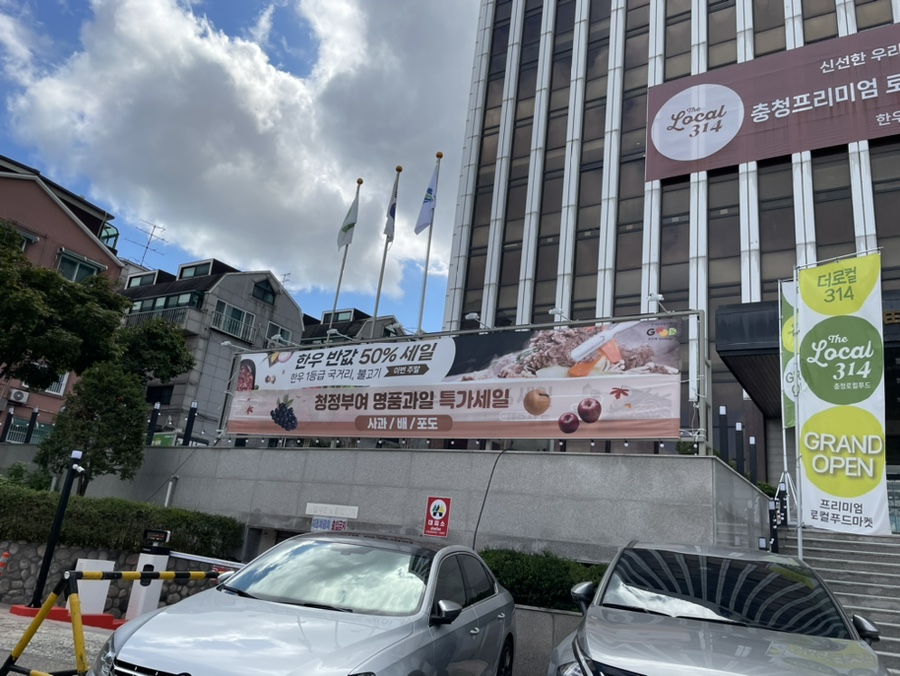 신선한 우리
The Local 314
충청프리미엄 로
한우
한우 반값 50% 세일
한우 1등급 국거리, 불고기
이번 주말
청정부여 명품과일 특가세일
사과 / 배 / 포도
더로컬
314
The
Local
314
충청로컬푸드
GRAND
OPEN
프리미엄
로컬푸드마켓
대피소